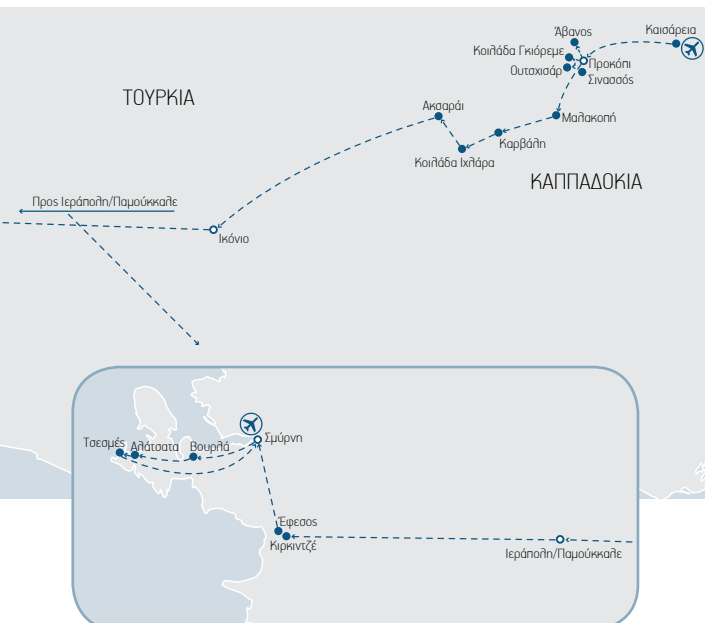 Άβανος
Καισάρεια
Κοιλάδα Γκιόρεμε
Προκόπι
Ουτσχισάρ
Σινασσός
ΤΟΥΡΚΙΑ
Ακσαράι
Μαλακοπή
Καρβάλη
Κοιλάδα Ιχλάρα
ΚΑΠΠΑΔΟΚΙΑ
Προς Ιεράπολη/Παμούκκαλε
Ικόνιο
Τσεσμές
Αλάτσατα
Βουρλά
Σμύρνη
Έφεσος
Κιρκιντζέ
Ιεράπολη/Παμούκκαλε